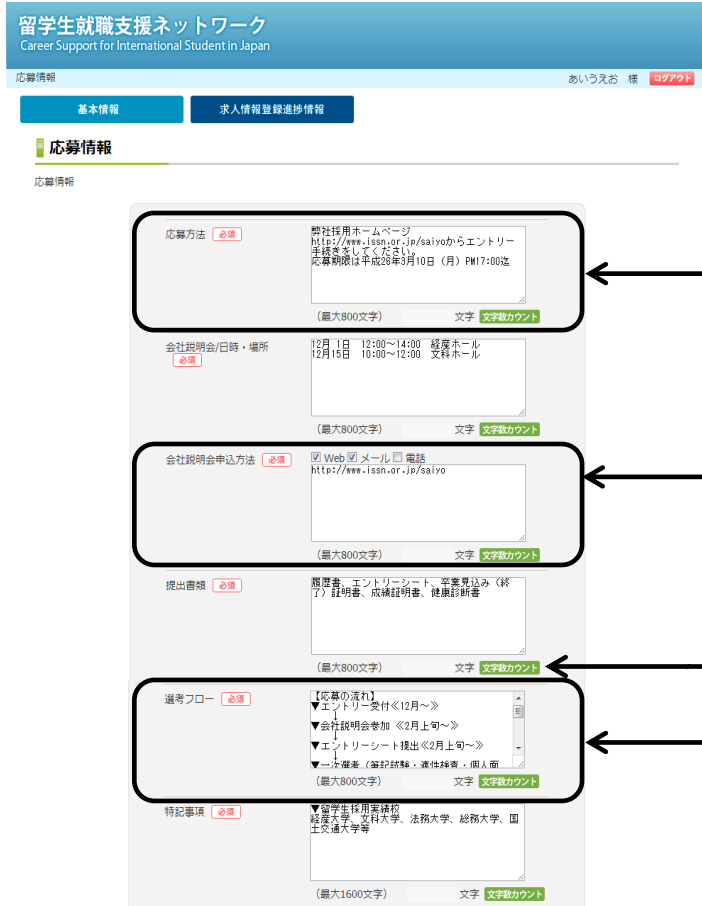 留学生就職支援ネットワーク
Career Support for International Student in Japan
応募情報
あいうえお 様 ログアウト
基本情報 求人情報登録進捗情報
応募情報
応募情報
応募方法 必須
弊社採用ホームページ
http://www.issn.or.jp/saiyoからエントリー
手続きをしてください。
応募期限は平成26年3月10日（月）PM17:00迄
（最大800文字） 文字 文字数カウント
会社説明会/日時・場所
必須
12月 1日 12:00～14:00 経産ホール
12月15日 10:00～12:00 文科ホール
（最大800文字） 文字 文字数カウント
会社説明会申込方法 必須
Web メール 電話
http://www.issn.or.jp/saiyo
（最大800文字） 文字 文字数カウント
提出書類 必須
履歴書、エントリーシート、卒業見込み（終
了）証明書、成績証明書、健康診断書
（最大800文字） 文字 文字数カウント
選考フロー 必須
【応募の流れ】
▼エントリー受付≪12月～≫
↓
▼会社説明会参加 ≪2月上旬～≫
↓
▼エントリーシート提出≪2月上旬～≫
↓
▼一次選考（筆記試験・適性検査・個人面
（最大800文字） 文字 文字数カウント
特記事項 必須
▼留学生採用実績校
経産大学、文科大学、法務大学、総務大学、国
土交通大学等
（最大1600文字） 文字 文字数カウント